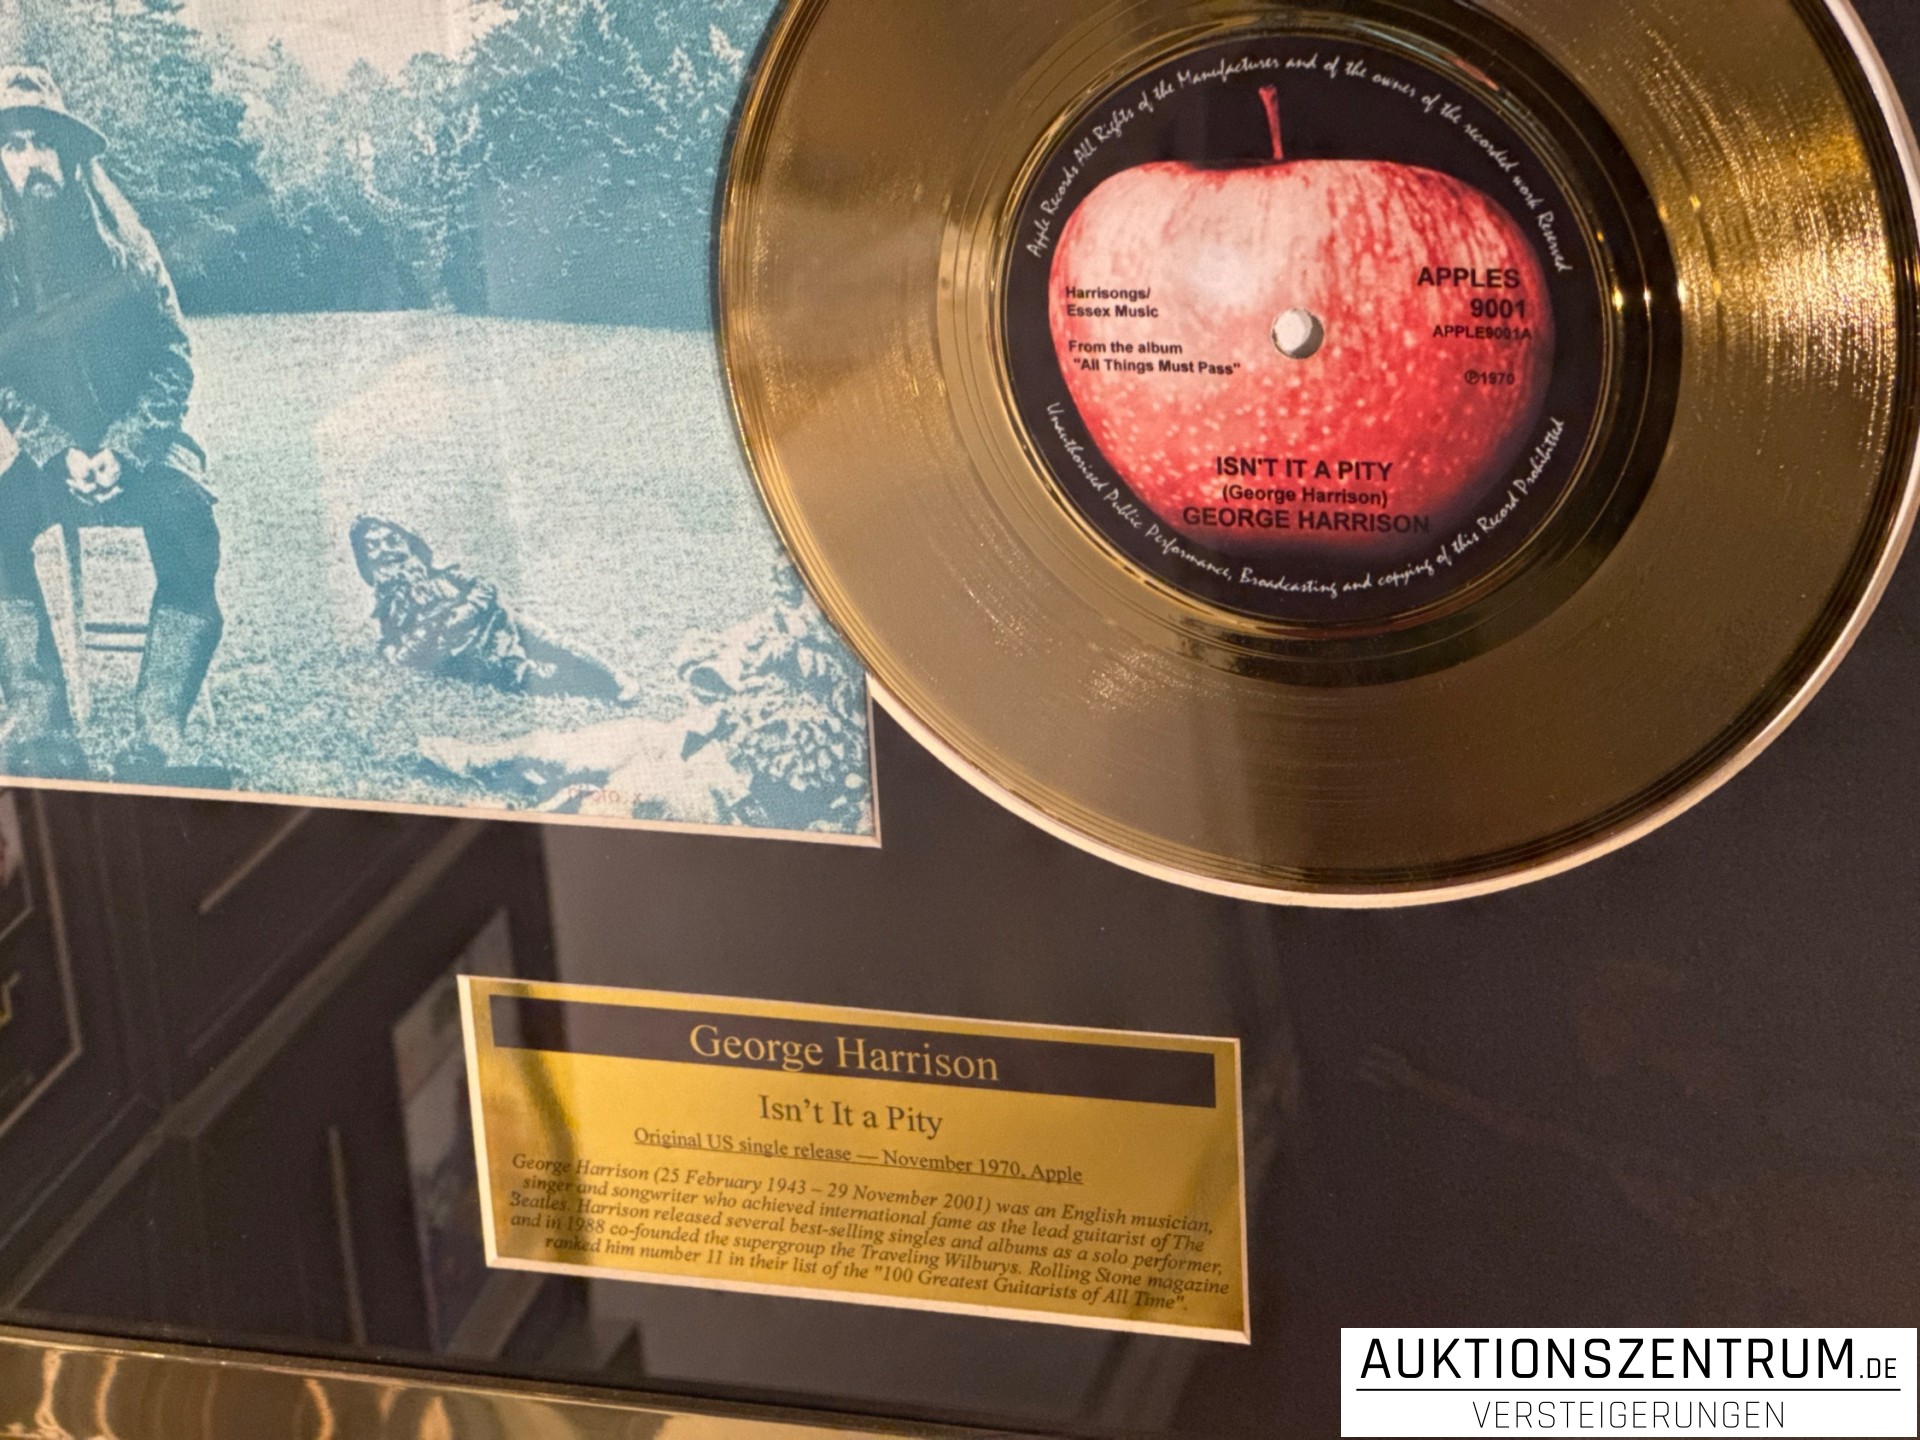 Apple Records All Rights of the Manufacturer and of the owner of the recorded work Reserved
Harrisongs/
Essex Music
From the album
"All Things Must Pass"
APPLES
9001
APPLE9001A
℗1970
ISN'T IT A PITY
(George Harrison)
GEORGE HARRISON
Unauthorised Public Performance, Broadcasting and copying of this Record Prohibited
George Harrison
Isn't It a Pity
Original US single release — November 1970, Apple
George Harrison (25 February 1943 – 29 November 2001) was an English musician,
singer and songwriter who achieved international fame as the lead guitarist of The
Beatles. Harrison released several best-selling singles and albums as a solo performer,
and in 1988 co-founded the supergroup the Traveling Wilburys. Rolling Stone magazine
ranked him number 11 in their list of the "100 Greatest Guitarists of All Time".
AUKTIONSZENTRUM.DE
VERSTEIGERUNGEN